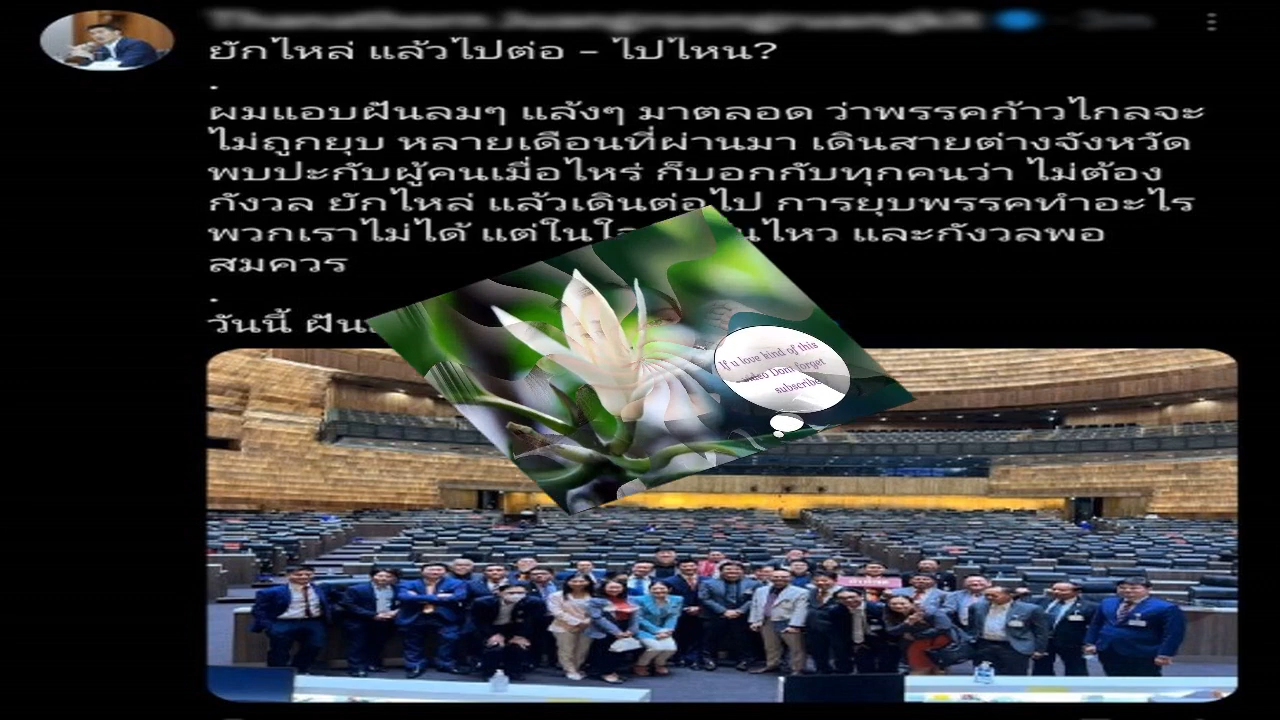 ยักไหล่ แล้วไปต่อ – ไปไหน?
.
ผมแอบฝันลมๆ แล้งๆ มาตลอด ว่าพรรคก้าวไกลจะ
ไม่ถูกยุบ หลายเดือนที่ผ่านมา เดินสายต่างจังหวัด
พบปะกับผู้คนเมื่อไหร่ ก็บอกกับทุกคนว่า ไม่ต้อง
กังวล ยักไหล่ แล้วเดินต่อไป การยุบพรรคทำอะไร
พวกเราไม่ได้ แต่ในใจ ไหว และกังวลพอ
สมควร
.
วันนี้ ฝัน
If u love kind of this
video Dont forget
subscribe